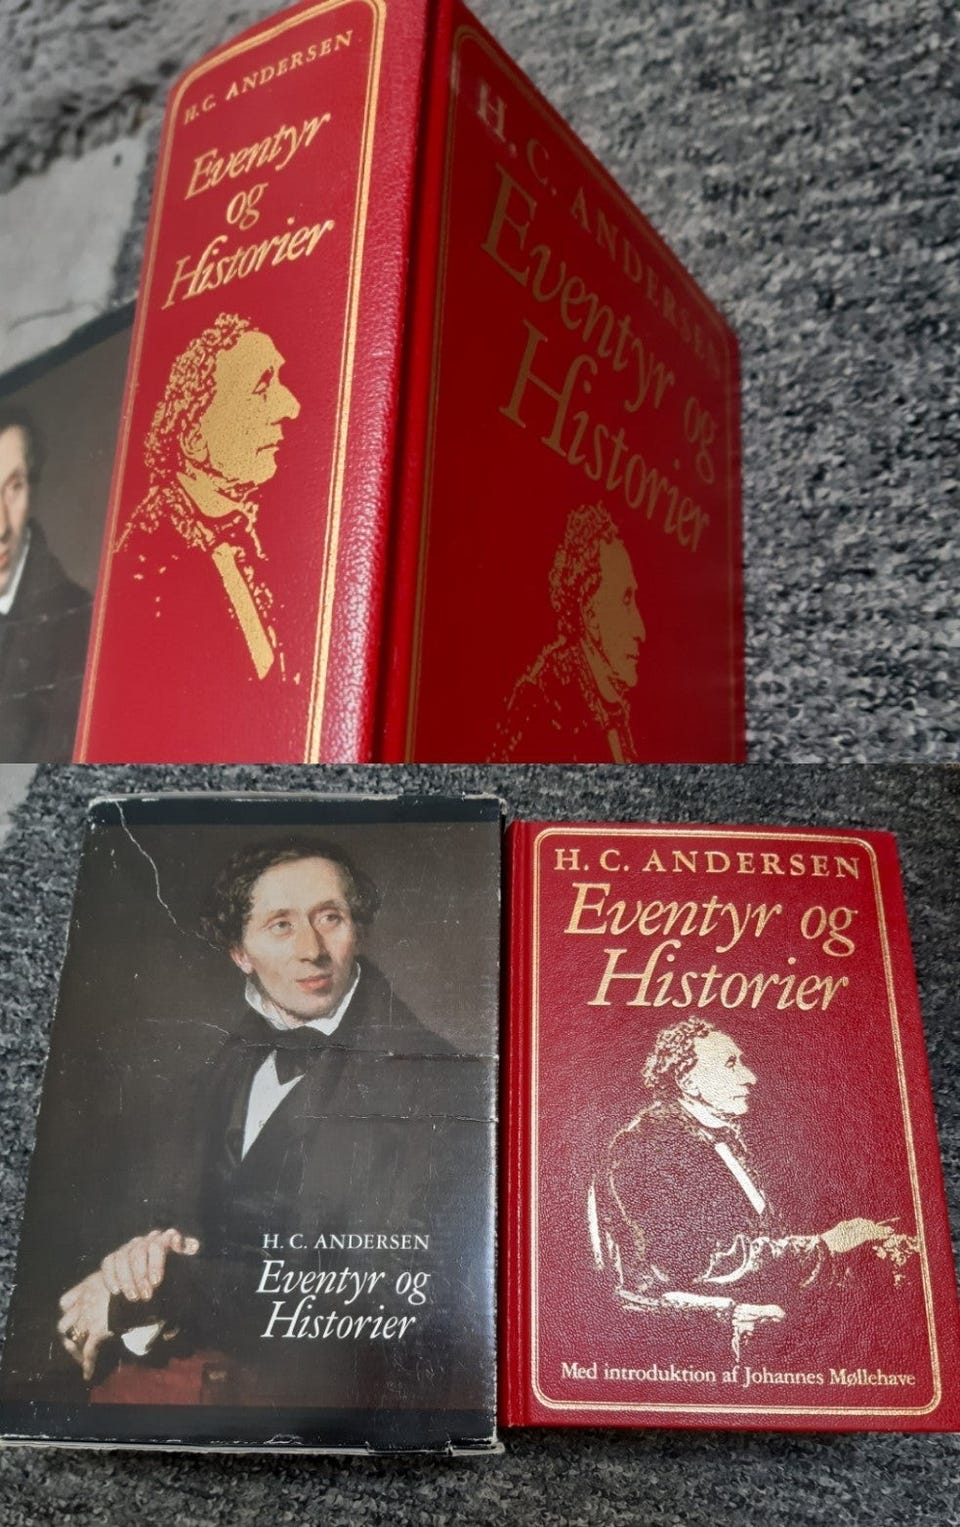 H.C. ANDERSEN
Eventyr
og
Historier
H. C. ANDERSEN
Eventyr og
Historier
H. C. ANDERSEN
Eventyr og
Historier
H. C. ANDERSEN
Eventyr og
Historier
Med introduktion af Johannes Møllehave